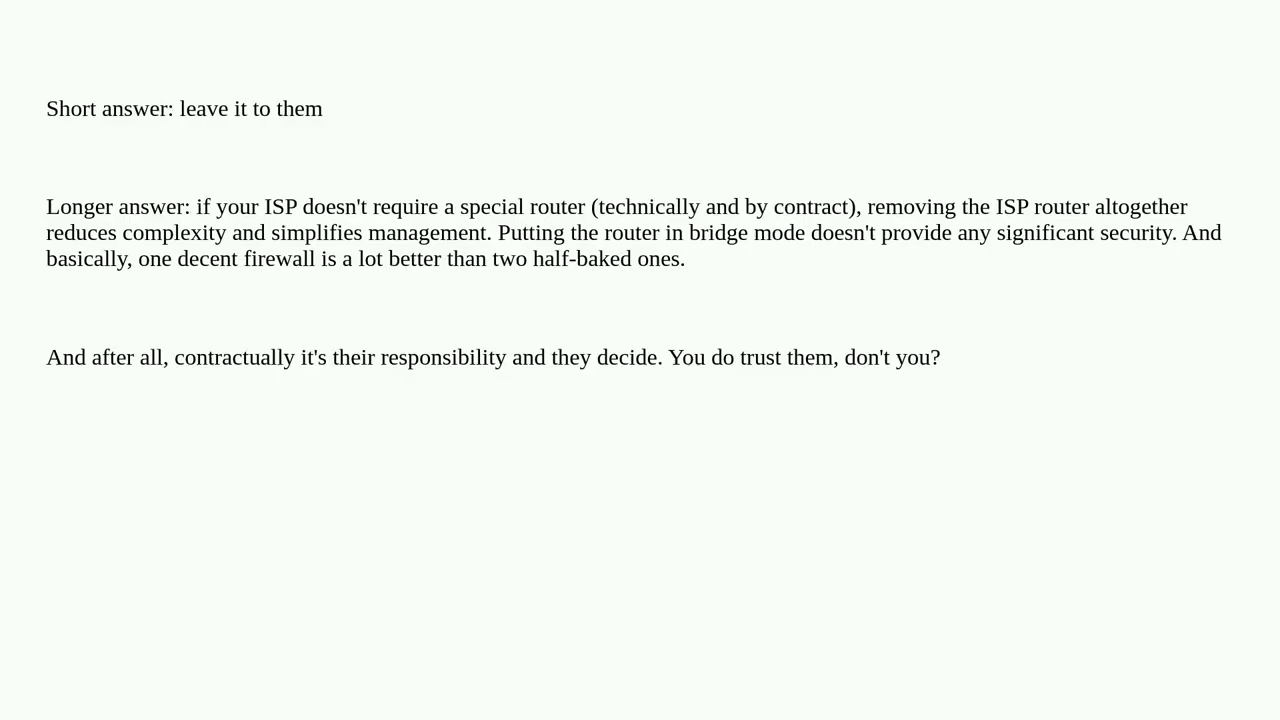 Short answer: leave it to them
Longer answer: if your ISP doesn't require a special router (technically and by contract), removing the ISP router altogether
reduces complexity and simplifies management. Putting the router in bridge mode doesn't provide any significant security. And
basically, one decent firewall is a lot better than two half-baked ones.
And after all, contractually it's their responsibility and they decide. You do trust them, don't you?